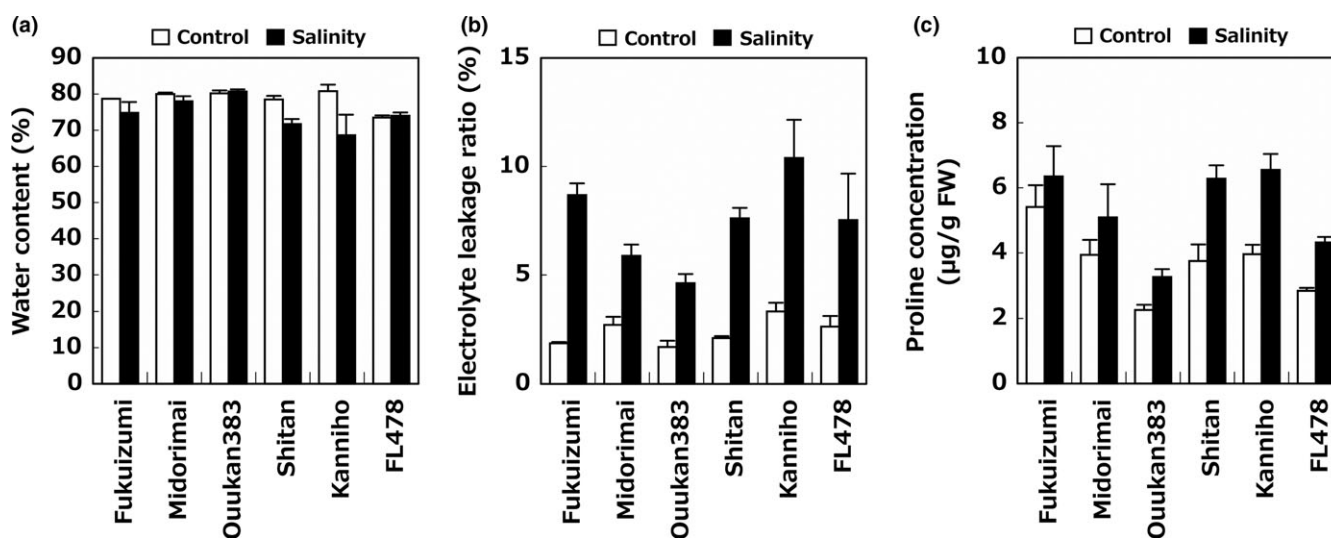 (a)
Control
Salinity
Water content (%)
90
80
70
60
50
40
30
20
10
0
Fukuizumi
Midorimai
Ouukan383
Shitan
Kanniho
FL478
(b)
Control
Salinity
Electrolyte leakage ratio (%)
15
10
5
0
Fukuizumi
Midorimai
Ouukan383
Shitan
Kanniho
FL478
(c)
Control
Salinity
Proline concentration
(µg/g FW)
10
8
6
4
2
0
Fukuizumi
Midorimai
Ouukan383
Shitan
Kanniho
FL478